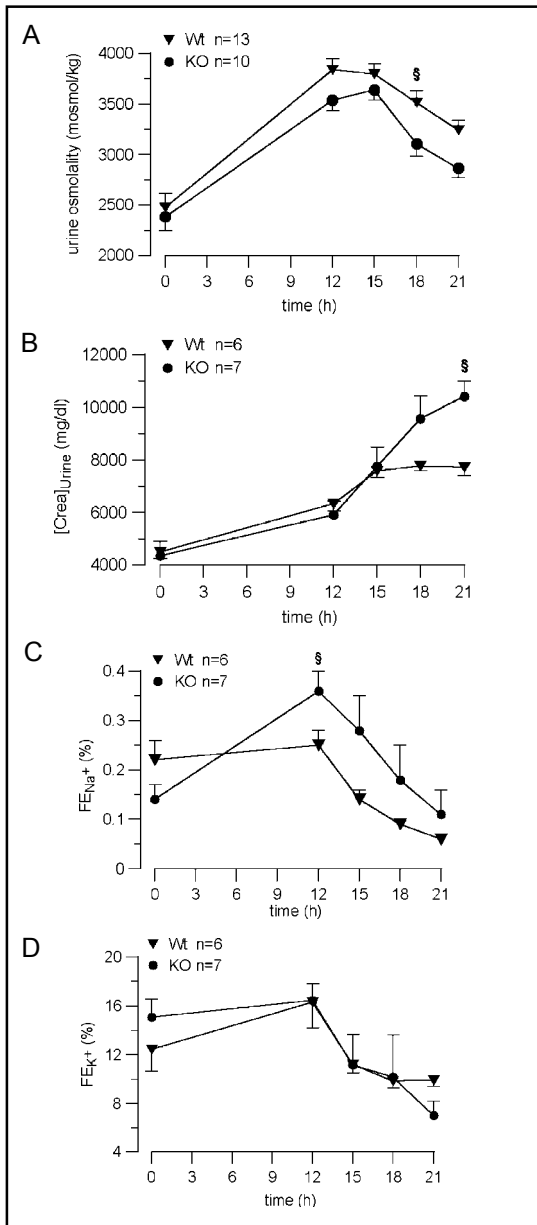 A
Wt n=13
KO n=10
§
urine osmolality (mosmol/kg)
4000
3500
3000
2500
2000
0 3 6 9 12 15 18 21
time (h)
B
Wt n=6
KO n=7
§
[Crea]Urine (mg/dl)
12000
10000
8000
6000
4000
0 3 6 9 12 15 18 21
time (h)
C
Wt n=6
KO n=7
§
FENa+ (%)
0.4
0.3
0.2
0.1
0
0 3 6 9 12 15 18 21
time (h)
D
Wt n=6
KO n=7
FEK+ (%)
20
16
12
8
4
0 3 6 9 12 15 18 21
time (h)